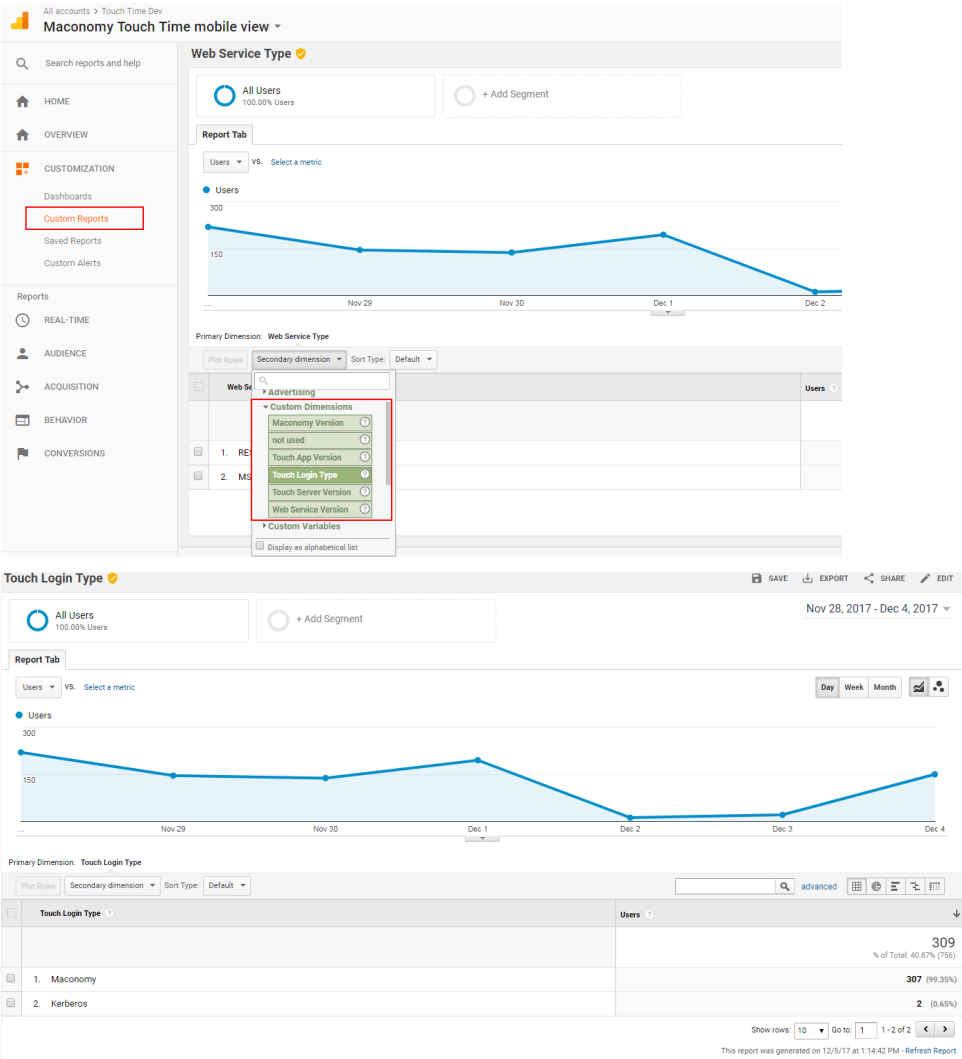 All accounts > Touch Time Dev
Maconomy Touch Time mobile view
Search reports and help
HOME
OVERVIEW
CUSTOMIZATION
Dashboards
Custom Reports
Saved Reports
Custom Alerts
Reports
REAL-TIME
AUDIENCE
ACQUISITION
BEHAVIOR
CONVERSIONS
Web Service Type
All Users
100.00% Users
+ Add Segment
Report Tab
Users VS. Select a metric
Users
300
150
... Nov 29 Nov 30 Dec 1 Dec 2
Primary Dimension: Web Service Type
Plot Rows Secondary dimension Sort Type: Default
Web Se Users ?
Advertising
Custom Dimensions
Maconomy Version ?
not used ?
Touch App Version ?
Touch Login Type ?
Touch Server Version ?
Web Service Version ?
Custom Variables
Display as alphabetical list
1. RES
2. MS
Touch Login Type
SAVE EXPORT SHARE EDIT
All Users
100.00% Users
+ Add Segment
Nov 28, 2017 - Dec 4, 2017
Report Tab
Users VS. Select a metric
Day Week Month
Users
300
150
... Nov 29 Nov 30 Dec 1 Dec 2 Dec 3 Dec 4
Primary Dimension: Touch Login Type
Plot Rows Secondary dimension Sort Type: Default advanced
Touch Login Type ? Users ?
309
% of Total: 40.87% (756)
1. Maconomy 307 (99.35%)
2. Kerberos 2 (0.65%)
Show rows: 10 Go to: 1 1 - 2 of 2
This report was generated on 12/5/17 at 1:14:42 PM - Refresh Report